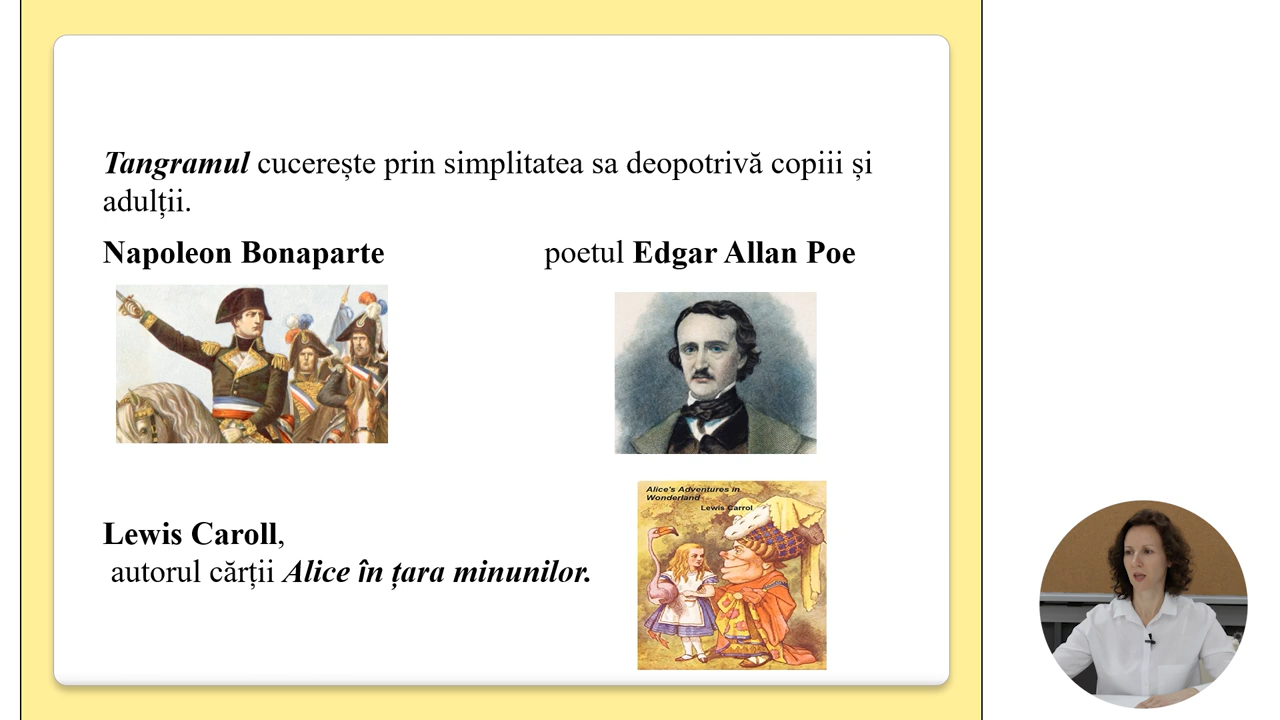 Tangramul cucerește prin simplitatea sa deopotrivă copiii și
adulții.
Napoleon Bonaparte
poetul Edgar Allan Poe
Alice's Adventures in
Wonderland
Lewis Carrol
Lewis Caroll,
autorul cărții Alice în țara minunilor.